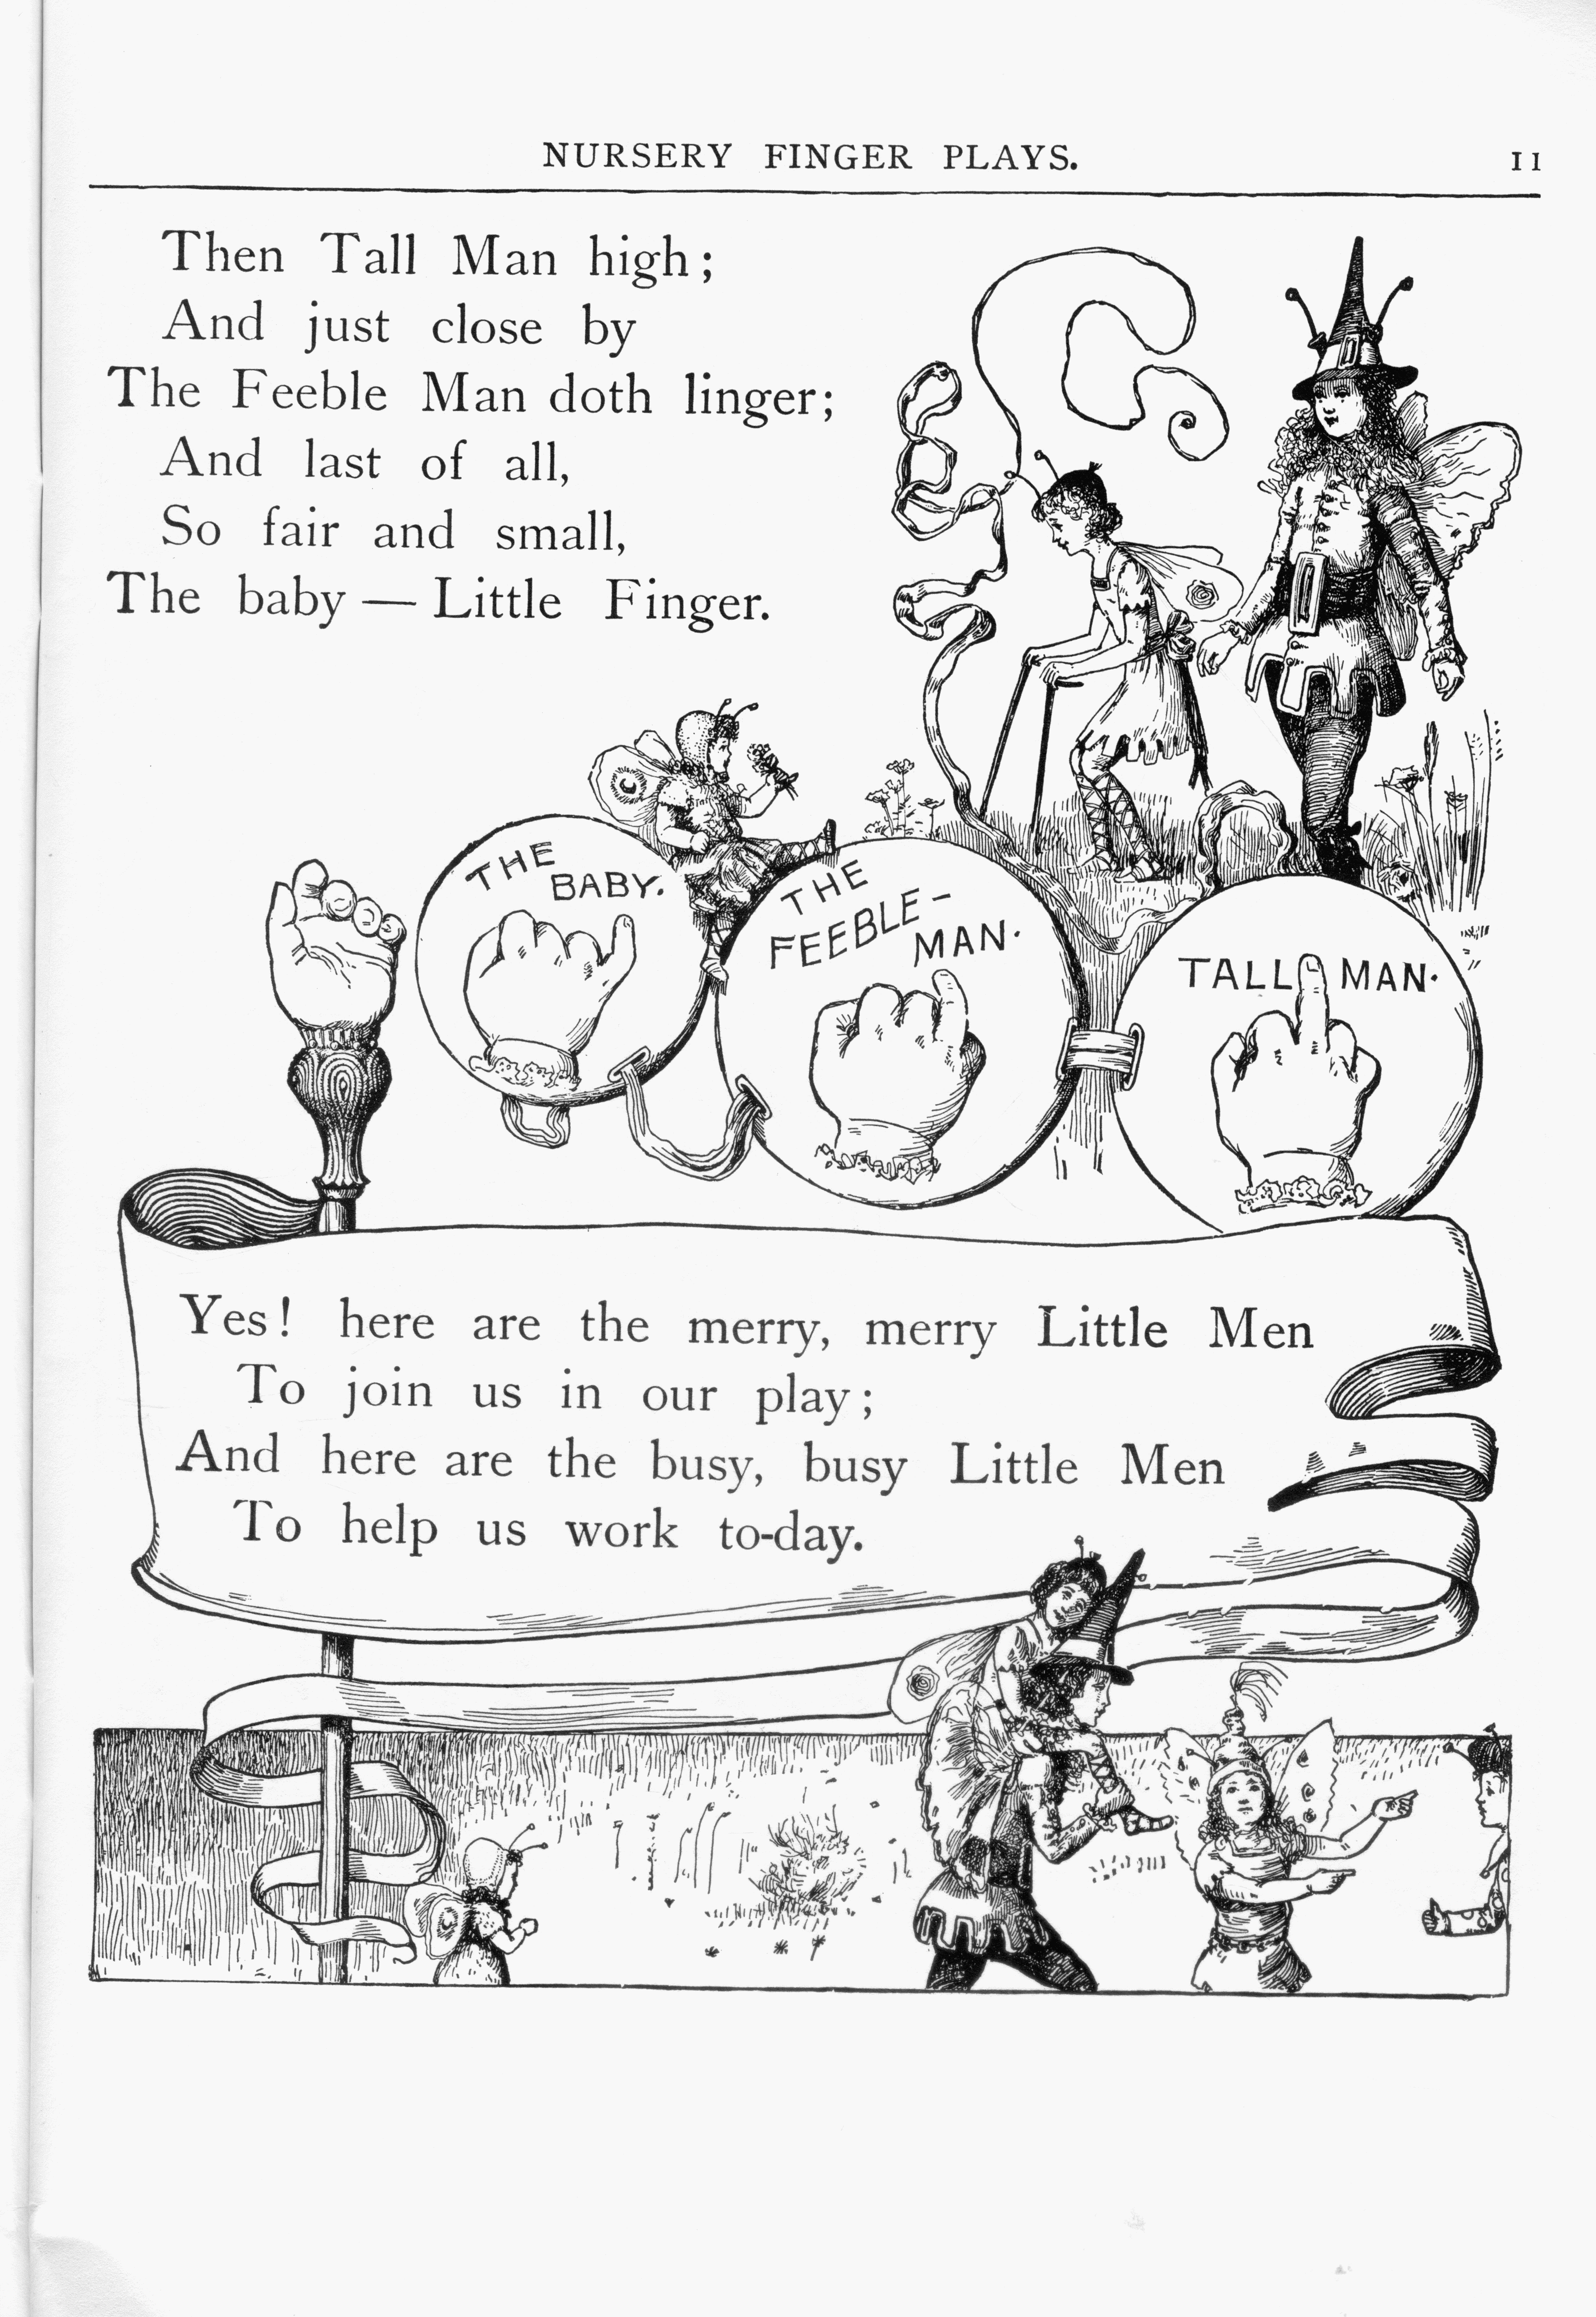 NURSERY FINGER PLAYS.
11
Then Tall Man high;
And just close by
The Feeble Man doth linger;
And last of all,
So fair and small,
The baby — Little Finger.
THE
BABY.
THE
FEEBLE-
MAN.
TALL MAN.
Yes! here are the merry, merry Little Men
To join us in our play;
And here are the busy, busy Little Men
To help us work to-day.